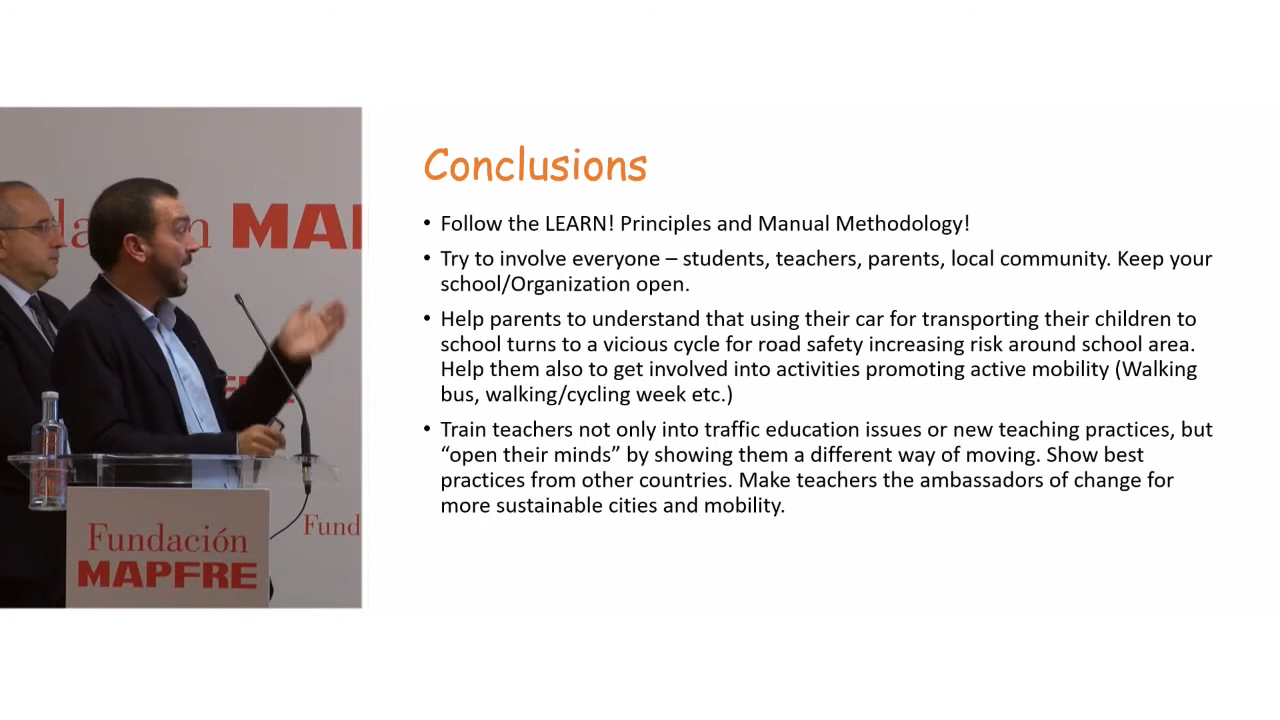 Conclusions
• Follow the LEARN! Principles and Manual Methodology!
• Try to involve everyone – students, teachers, parents, local community. Keep your
school/Organization open.
• Help parents to understand that using their car for transporting their children to
school turns to a vicious cycle for road safety increasing risk around school area.
Help them also to get involved into activities promoting active mobility (Walking
bus, walking/cycling week etc.)
• Train teachers not only into traffic education issues or new teaching practices, but
“open their minds” by showing them a different way of moving. Show best
practices from other countries. Make teachers the ambassadors of change for
more sustainable cities and mobility.
Fundación
MAPFRE